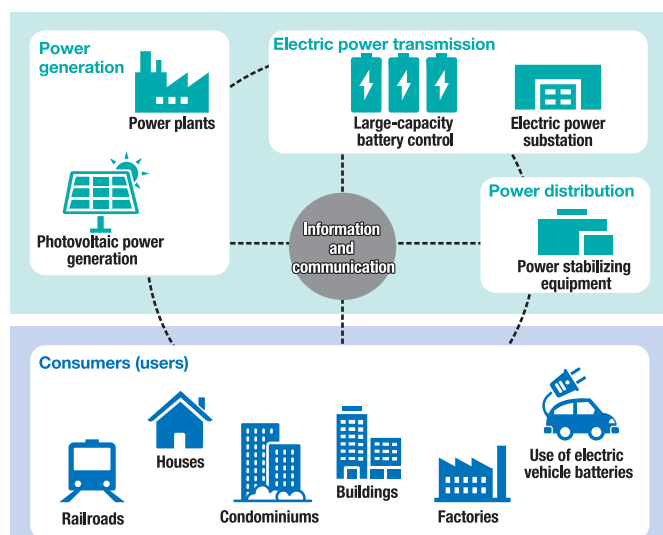 Power
generation
Power plants
Photovoltaic power
generation
Electric power transmission
Large-capacity
battery control
Electric power
substation
Information
and
communication
Power distribution
Power stabilizing
equipment
Consumers (users)
Railroads
Houses
Condominiums
Buildings
Factories
Use of electric
vehicle batteries